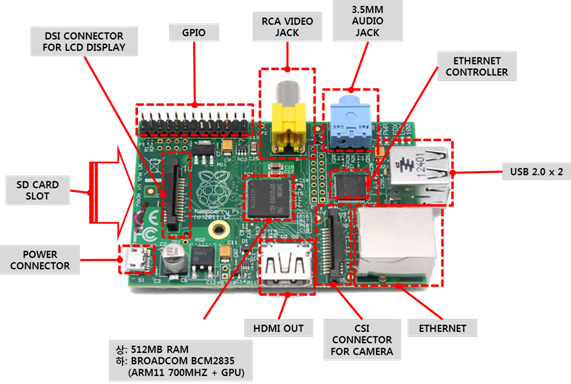 DSI CONNECTOR
FOR LCD DISPLAY
GPIO
RCA VIDEO
JACK
3.5MM
AUDIO
JACK
ETHERNET
CONTROLLER
USB 2.0 x 2
SD CARD
SLOT
POWER
CONNECTOR
HDMI OUT
CSI
CONNECTOR
FOR CAMERA
ETHERNET
상: 512MB RAM
하: BROADCOM BCM2835
(ARM11 700MHZ + GPU)
Raspberry Pi